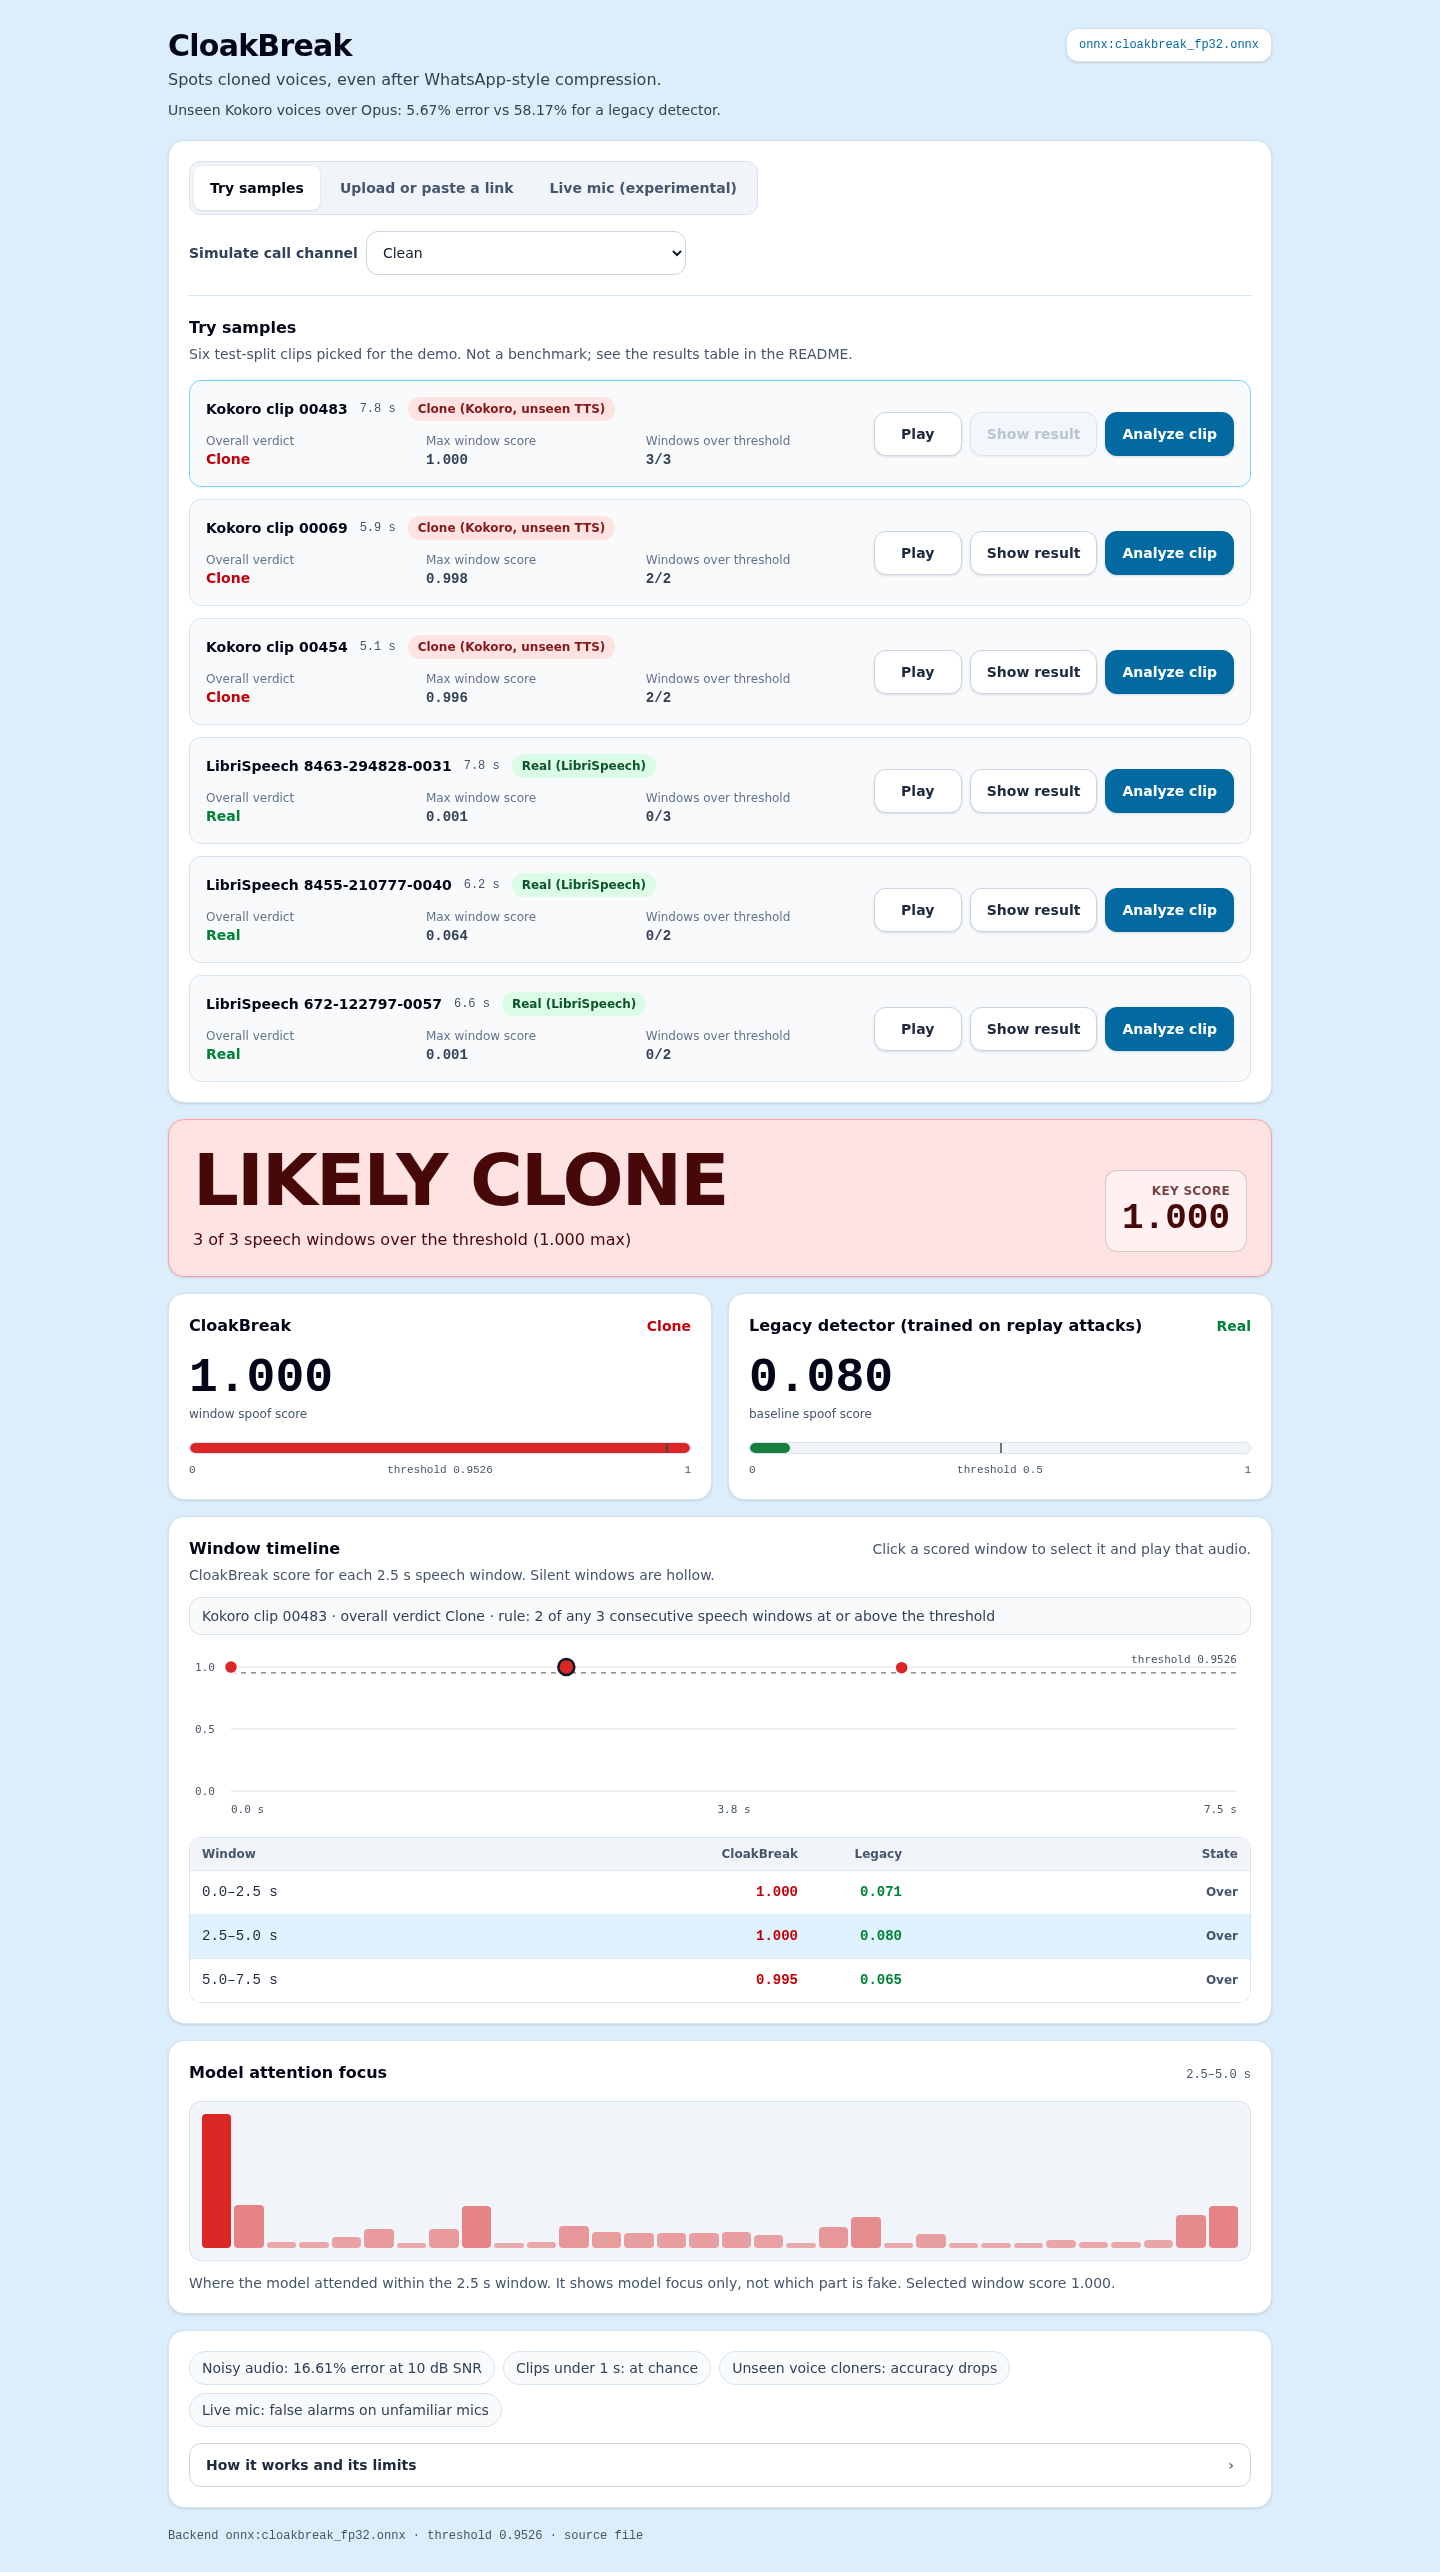 CloakBreak
onnx:cloakbreak_fp32.onnx
Spots cloned voices, even after WhatsApp-style compression.
Unseen Kokoro voices over Opus: 5.67% error vs 58.17% for a legacy detector.
Try samples Upload or paste a link Live mic (experimental)
Simulate call channel Clean
Try samples
Six test-split clips picked for the demo. Not a benchmark; see the results table in the README.
Kokoro clip 00483 7.8 s Clone (Kokoro, unseen TTS)
Overall verdict Max window score Windows over threshold
Clone 1.000 3/3
Play Show result Analyze clip
Kokoro clip 00069 5.9 s Clone (Kokoro, unseen TTS)
Overall verdict Max window score Windows over threshold
Clone 0.998 2/2
Play Show result Analyze clip
Kokoro clip 00454 5.1 s Clone (Kokoro, unseen TTS)
Overall verdict Max window score Windows over threshold
Clone 0.996 2/2
Play Show result Analyze clip
LibriSpeech 8463-294828-0031 7.8 s Real (LibriSpeech)
Overall verdict Max window score Windows over threshold
Real 0.001 0/3
Play Show result Analyze clip
LibriSpeech 8455-210777-0040 6.2 s Real (LibriSpeech)
Overall verdict Max window score Windows over threshold
Real 0.064 0/2
Play Show result Analyze clip
LibriSpeech 672-122797-0057 6.6 s Real (LibriSpeech)
Overall verdict Max window score Windows over threshold
Real 0.001 0/2
Play Show result Analyze clip
LIKELY CLONE
3 of 3 speech windows over the threshold (1.000 max)
KEY SCORE
1.000
CloakBreak Clone
1.000
window spoof score
0 threshold 0.9526 1
Legacy detector (trained on replay attacks) Real
0.080
baseline spoof score
0 threshold 0.5 1
Window timeline Click a scored window to select it and play that audio.
CloakBreak score for each 2.5 s speech window. Silent windows are hollow.
Kokoro clip 00483 · overall verdict Clone · rule: 2 of any 3 consecutive speech windows at or above the threshold
threshold 0.9526
1.0
0.5
0.0
0.0 s 3.8 s 7.5 s
Window CloakBreak Legacy State
0.0–2.5 s 1.000 0.071 Over
2.5–5.0 s 1.000 0.080 Over
5.0–7.5 s 0.995 0.065 Over
Model attention focus 2.5–5.0 s
Where the model attended within the 2.5 s window. It shows model focus only, not which part is fake. Selected window score 1.000.
Noisy audio: 16.61% error at 10 dB SNR Clips under 1 s: at chance Unseen voice cloners: accuracy drops
Live mic: false alarms on unfamiliar mics
How it works and its limits ›
Backend onnx:cloakbreak_fp32.onnx · threshold 0.9526 · source file